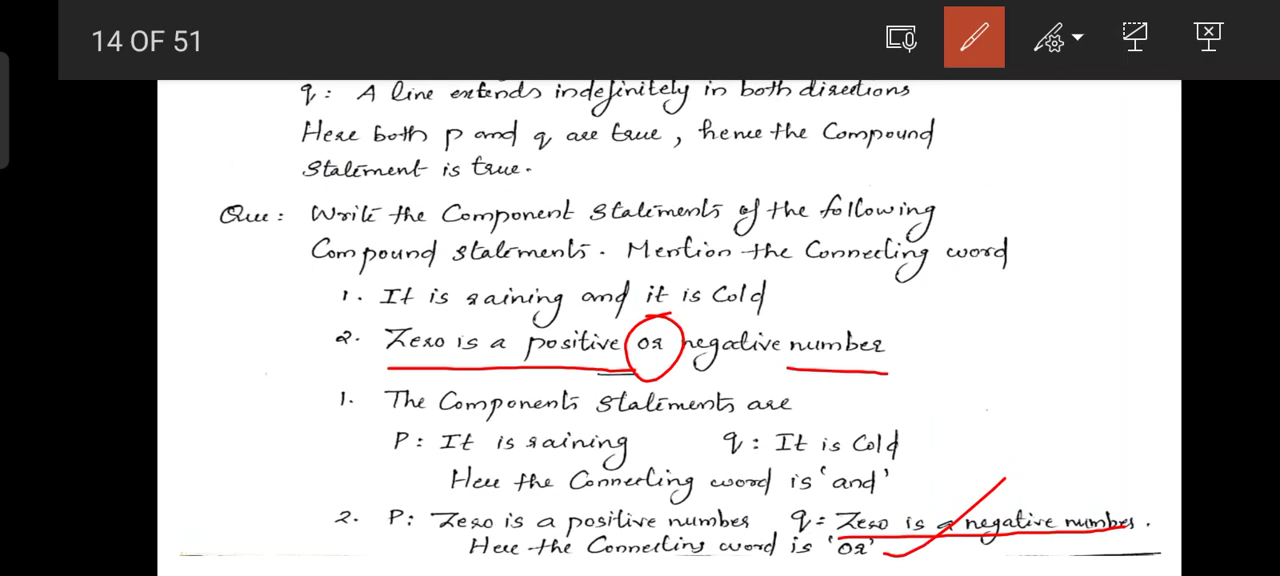 14 OF 51
q: A line extends indefinitely in both directions
Here both p and q are true, hence the Compound
Statement is true.
Que: Write the Component Statements of the following
Compound Statements. Mention the Connecting word
1. It is raining and it is Cold
2. Zero is a positive or negative number
1. The Components Statements are
P: It is raining q: It is Cold
Here the Connecting word is 'and'
2. P: Zero is a positive number q= Zero is a negative number.
Here the Connecting word is 'or'